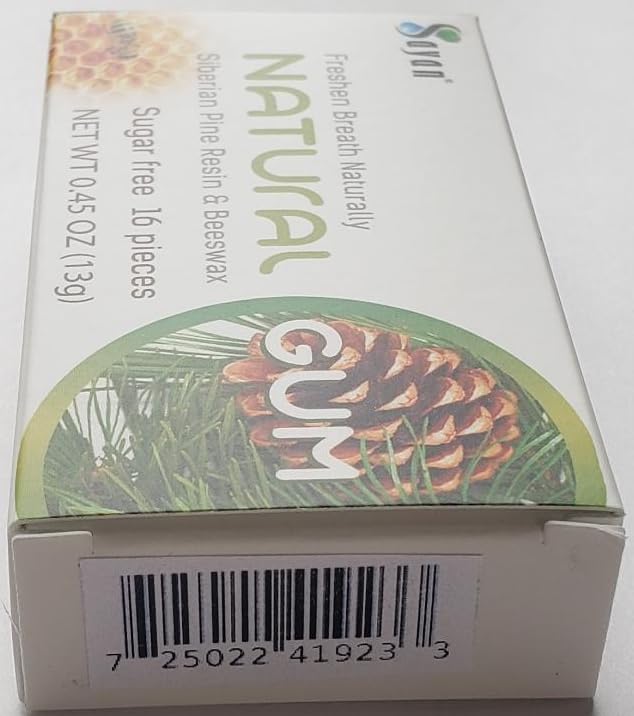 Sayan®
Freshen Breath Naturally
NATURAL GUM
Siberian Pine Resin & Beeswax
Sugar free 16 pieces
NET WT 0.45 OZ (13g)
7 25022 41923 3